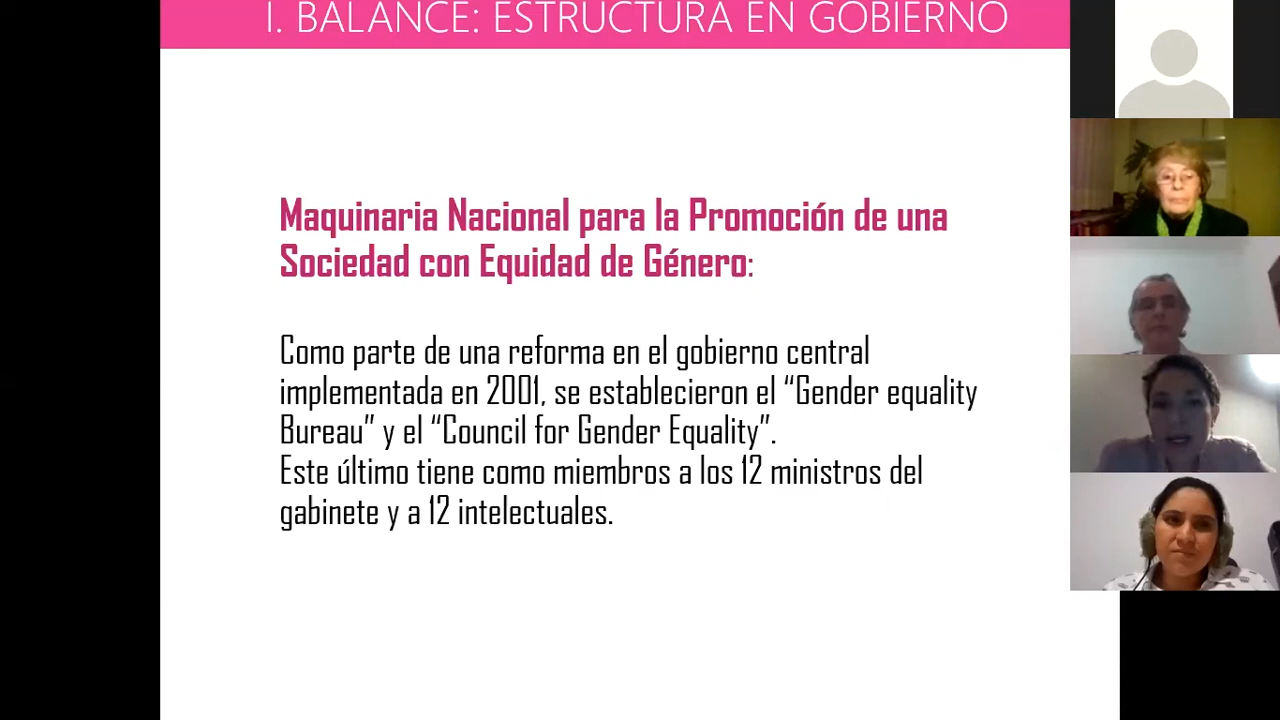 I. BALANCE: ESTRUCTURA EN GOBIERNO
Maquinaria Nacional para la Promoción de una
Sociedad con Equidad de Género:
Como parte de una reforma en el gobierno central
implementada en 2001, se establecieron el “Gender equality
Bureau” y el “Council for Gender Equality”.
Este último tiene como miembros a los 12 ministros del
gabinete y a 12 intelectuales.